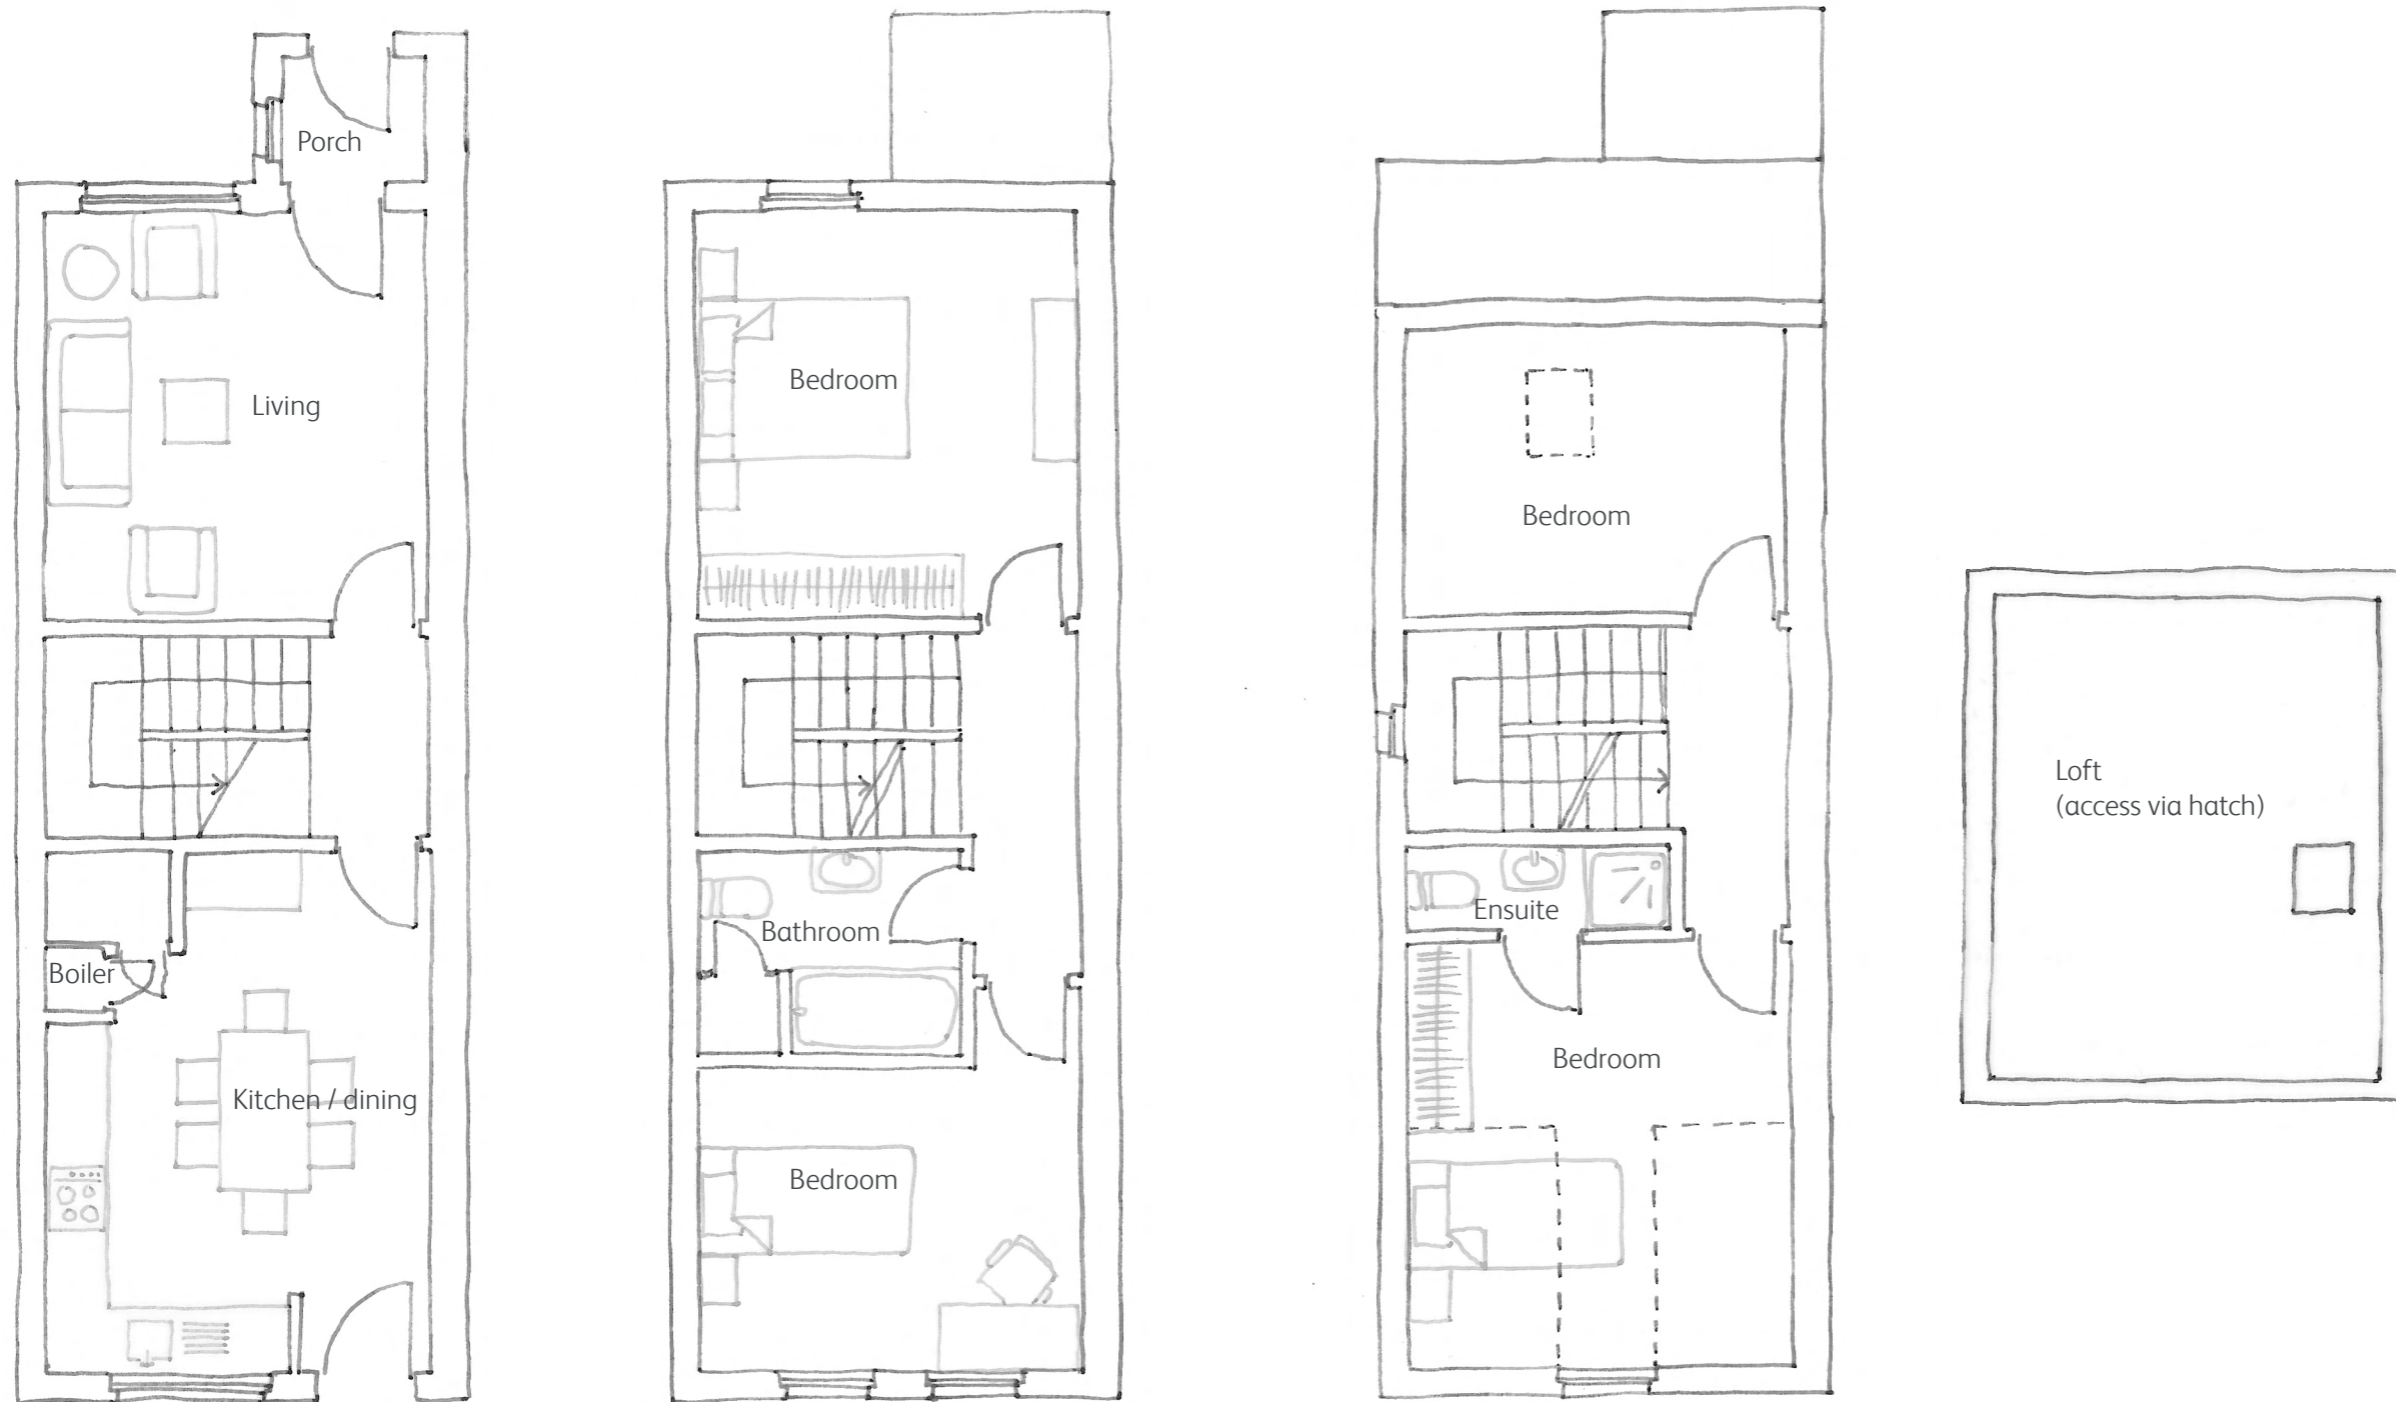 Porch
Living
Boiler
Kitchen / dining
Bedroom
Bathroom
Bedroom
Bedroom
Ensuite
Bedroom
Loft
(access via hatch)